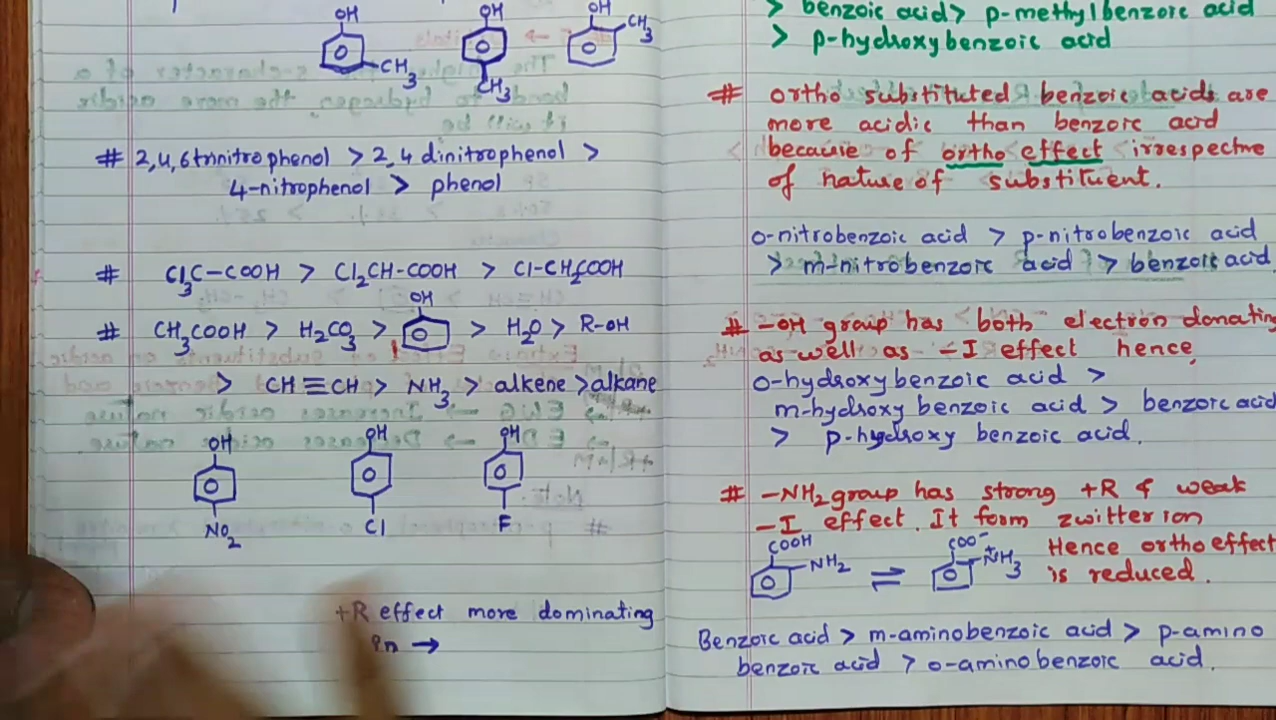 OH
OH
OH
CH3
CH3
CH3
# 2,4,6 trinitrophenol > 2,4 dinitrophenol >
4-nitrophenol > phenol
# Cl3C-COOH > Cl2CH-COOH > Cl-CH2COOH
OH
# CH3COOH > H2CO3 > > H2O > R-OH
> CH≡CH > NH3 > alkene > alkane
OH
OH
OH
NO2
Cl
F
+R effect more dominating
in →
> benzoic acid > p-methylbenzoic acid
> p-hydroxybenzoic acid
# ortho substituted benzoic acids are
more acidic than benzoic acid
because of ortho effect irrespective
of nature of substituent.
o-nitrobenzoic acid > p-nitrobenzoic acid
> m-nitrobenzoic acid > benzoic acid
# -OH group has both electron donating
as well as -I effect hence,
o-hydroxybenzoic acid >
m-hydroxy benzoic acid > benzoic acid
> p-hydroxy benzoic acid.
# -NH2 group has strong +R & weak
-I effect. It form zwitter ion
COOH
NH2
⇌
COO-
+NH3
Hence ortho effect
is reduced.
Benzoic acid > m-aminobenzoic acid > p-amino
benzoic acid > o-aminobenzoic acid.